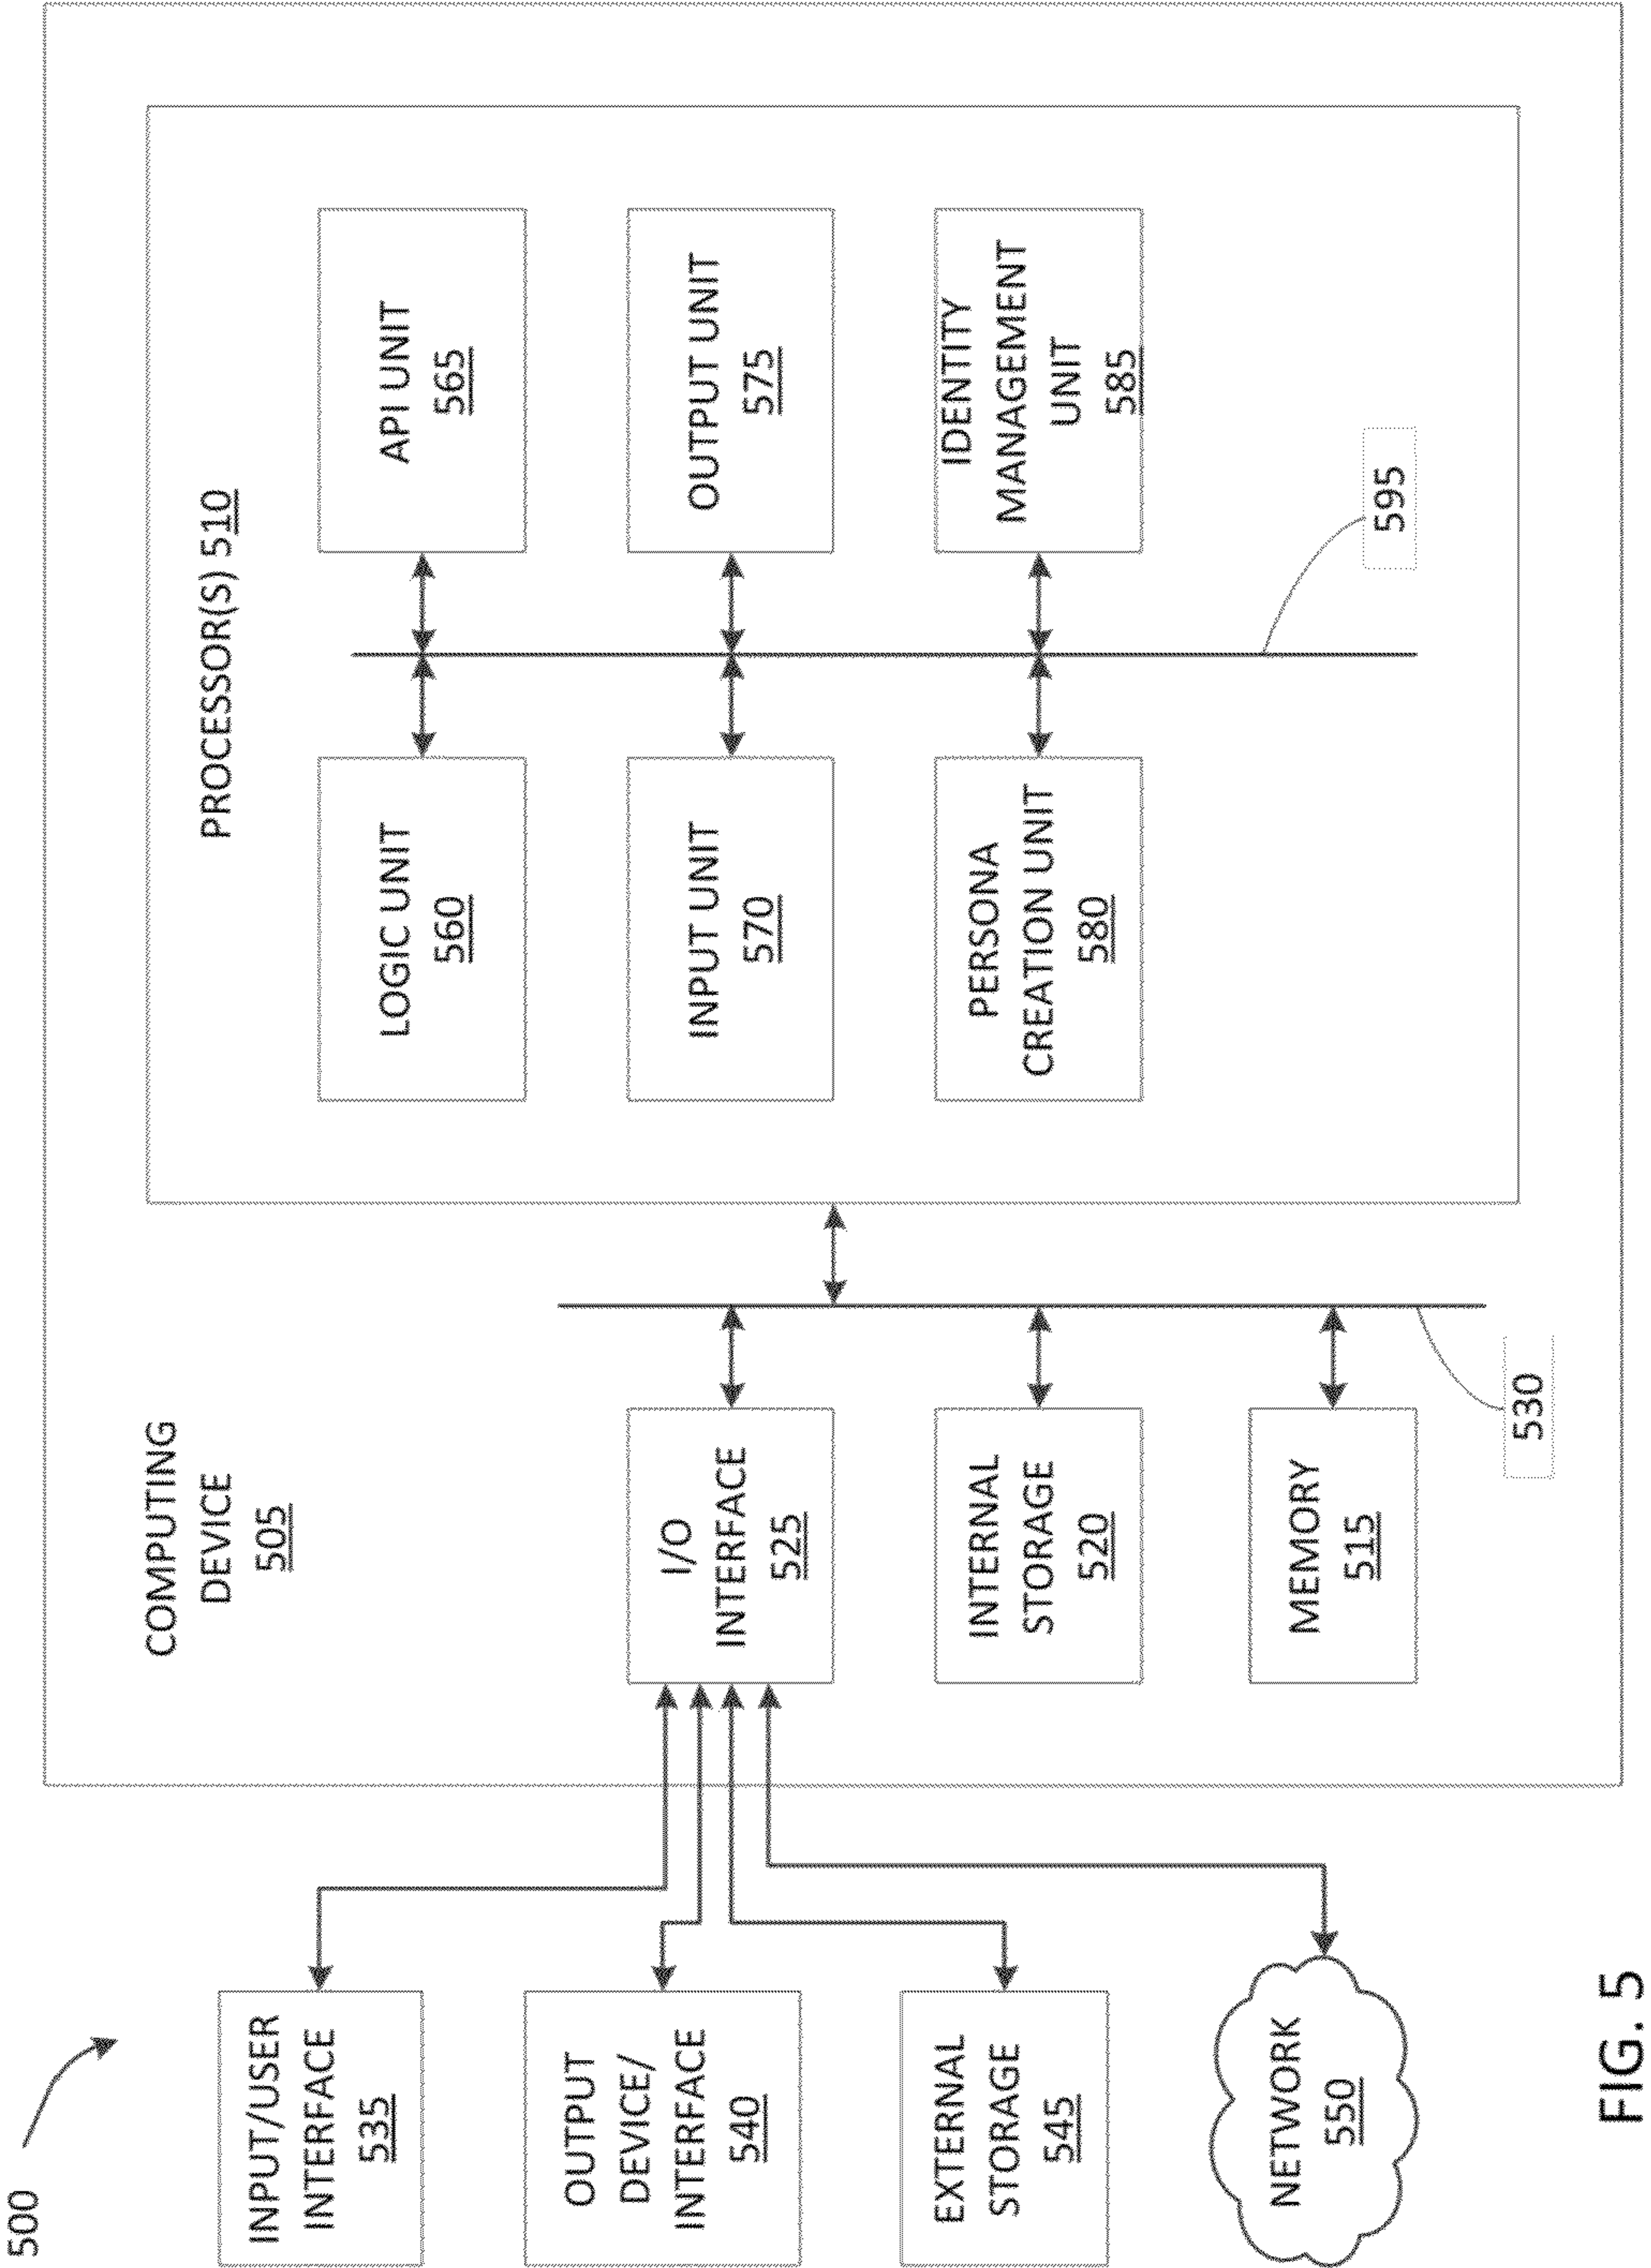 500
INPUT/USER
INTERFACE
535
OUTPUT
DEVICE/
INTERFACE
540
EXTERNAL
STORAGE
545
NETWORK
550
COMPUTING
DEVICE
505
I/O
INTERFACE
525
INTERNAL
STORAGE
520
MEMORY
515
530
PROCESSOR(S) 510
LOGIC UNIT
560
API UNIT
565
INPUT UNIT
570
OUTPUT UNIT
575
PERSONA
CREATION UNIT
580
IDENTITY
MANAGEMENT
UNIT
585
595
FIG. 5